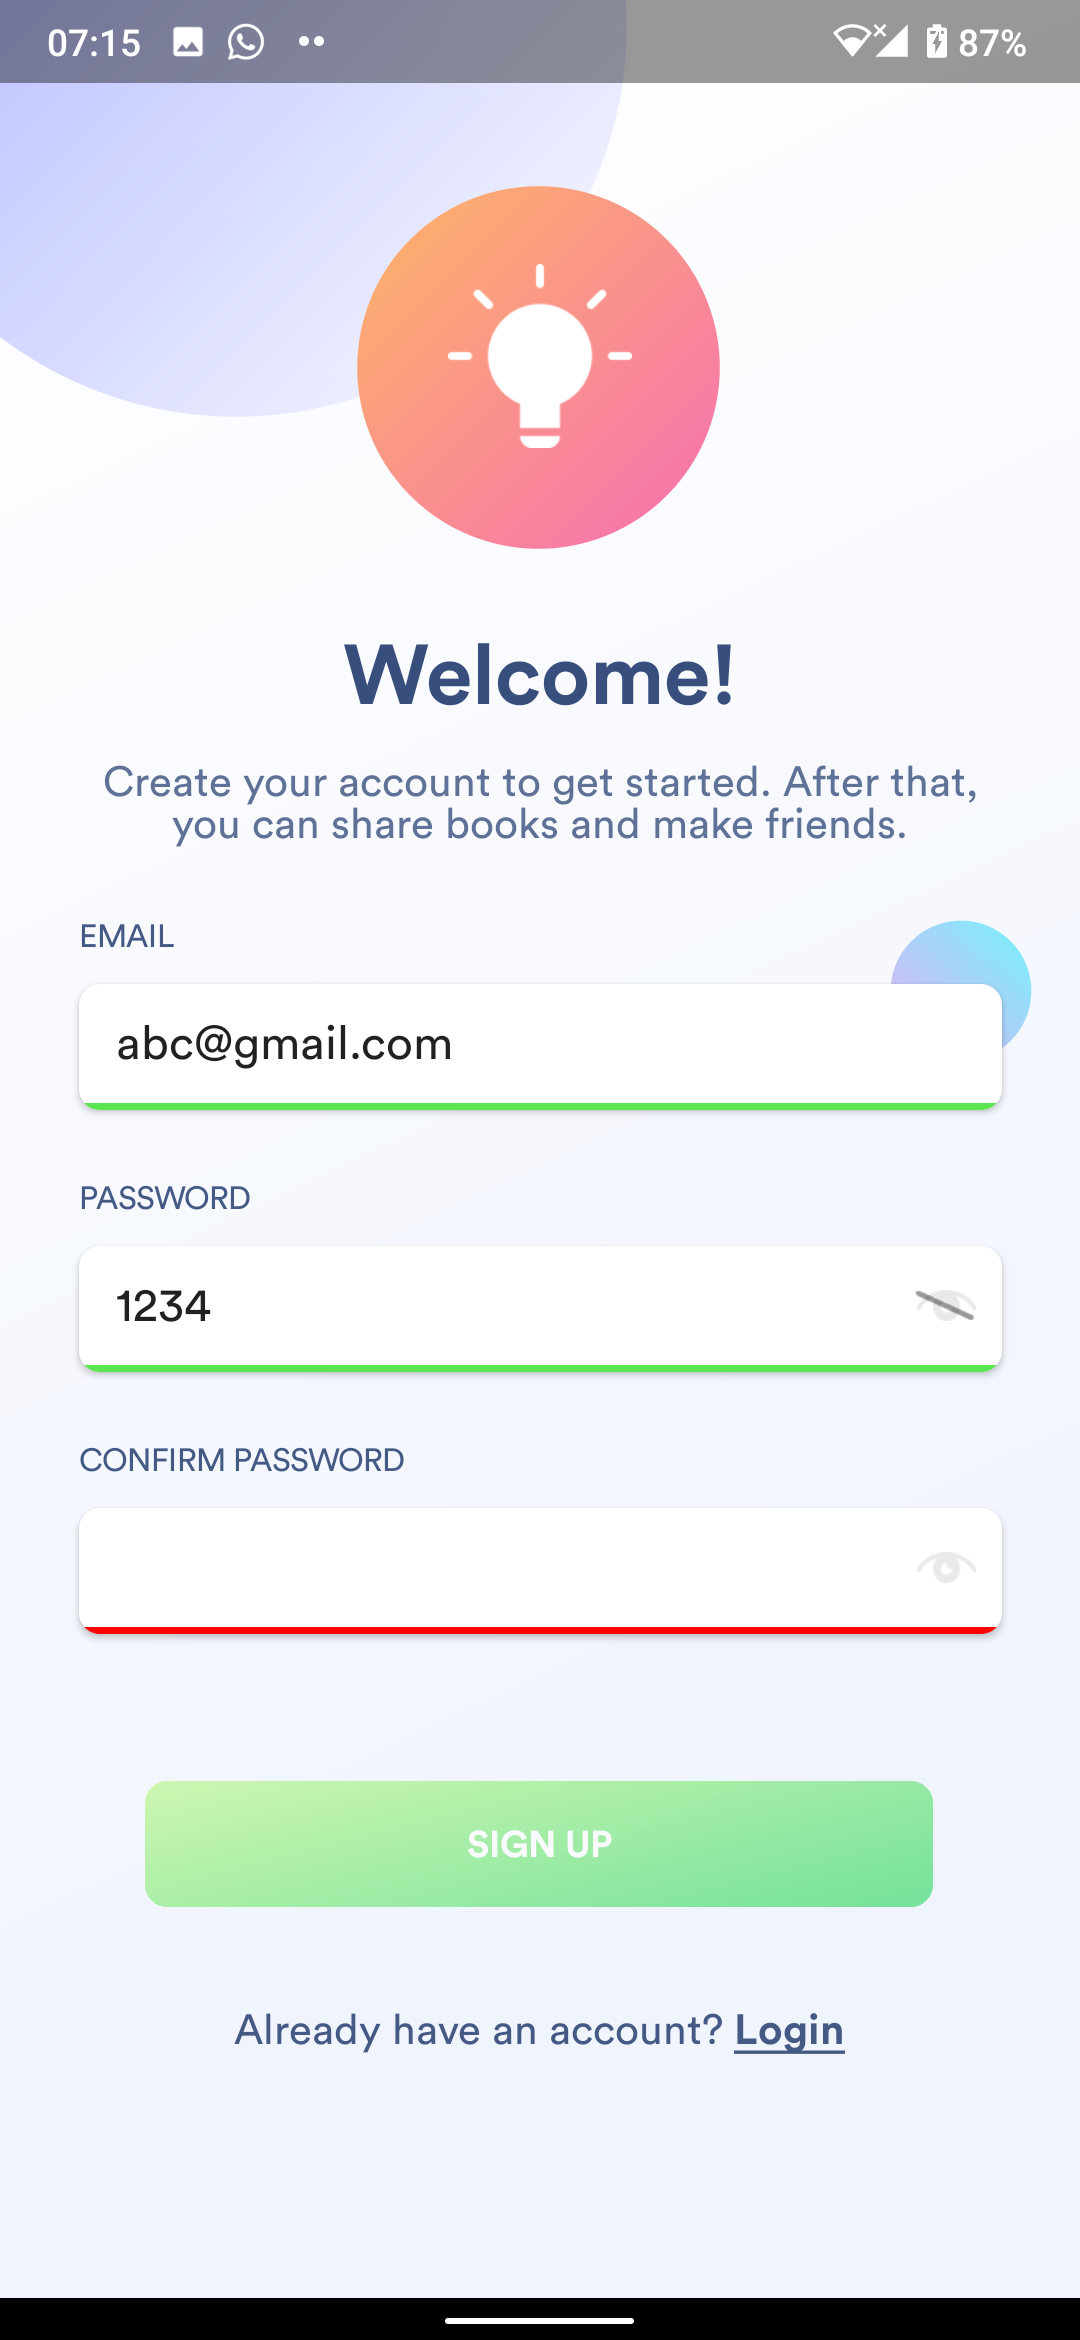 07:15
87%
Welcome!
Create your account to get started. After that,
you can share books and make friends.
EMAIL
abc@gmail.com
PASSWORD
1234
CONFIRM PASSWORD
SIGN UP
Already have an account? Login